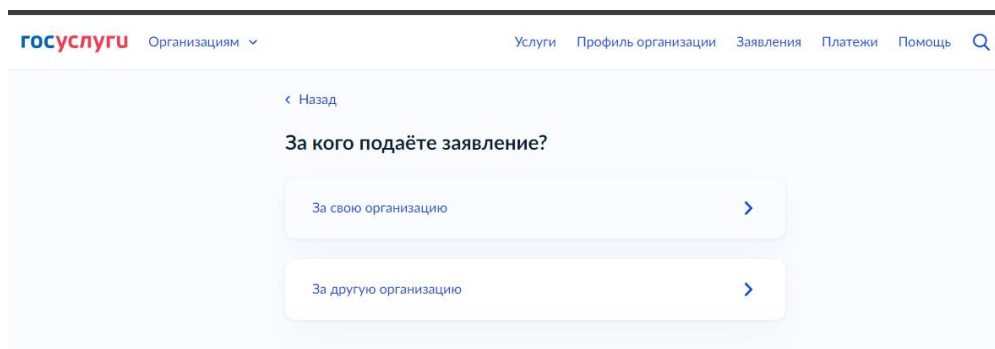 госуслуги Организациям Услуги Профиль организации Заявления Платежи Помощь
Назад
За кого подаёте заявление?
За свою организацию
За другую организацию